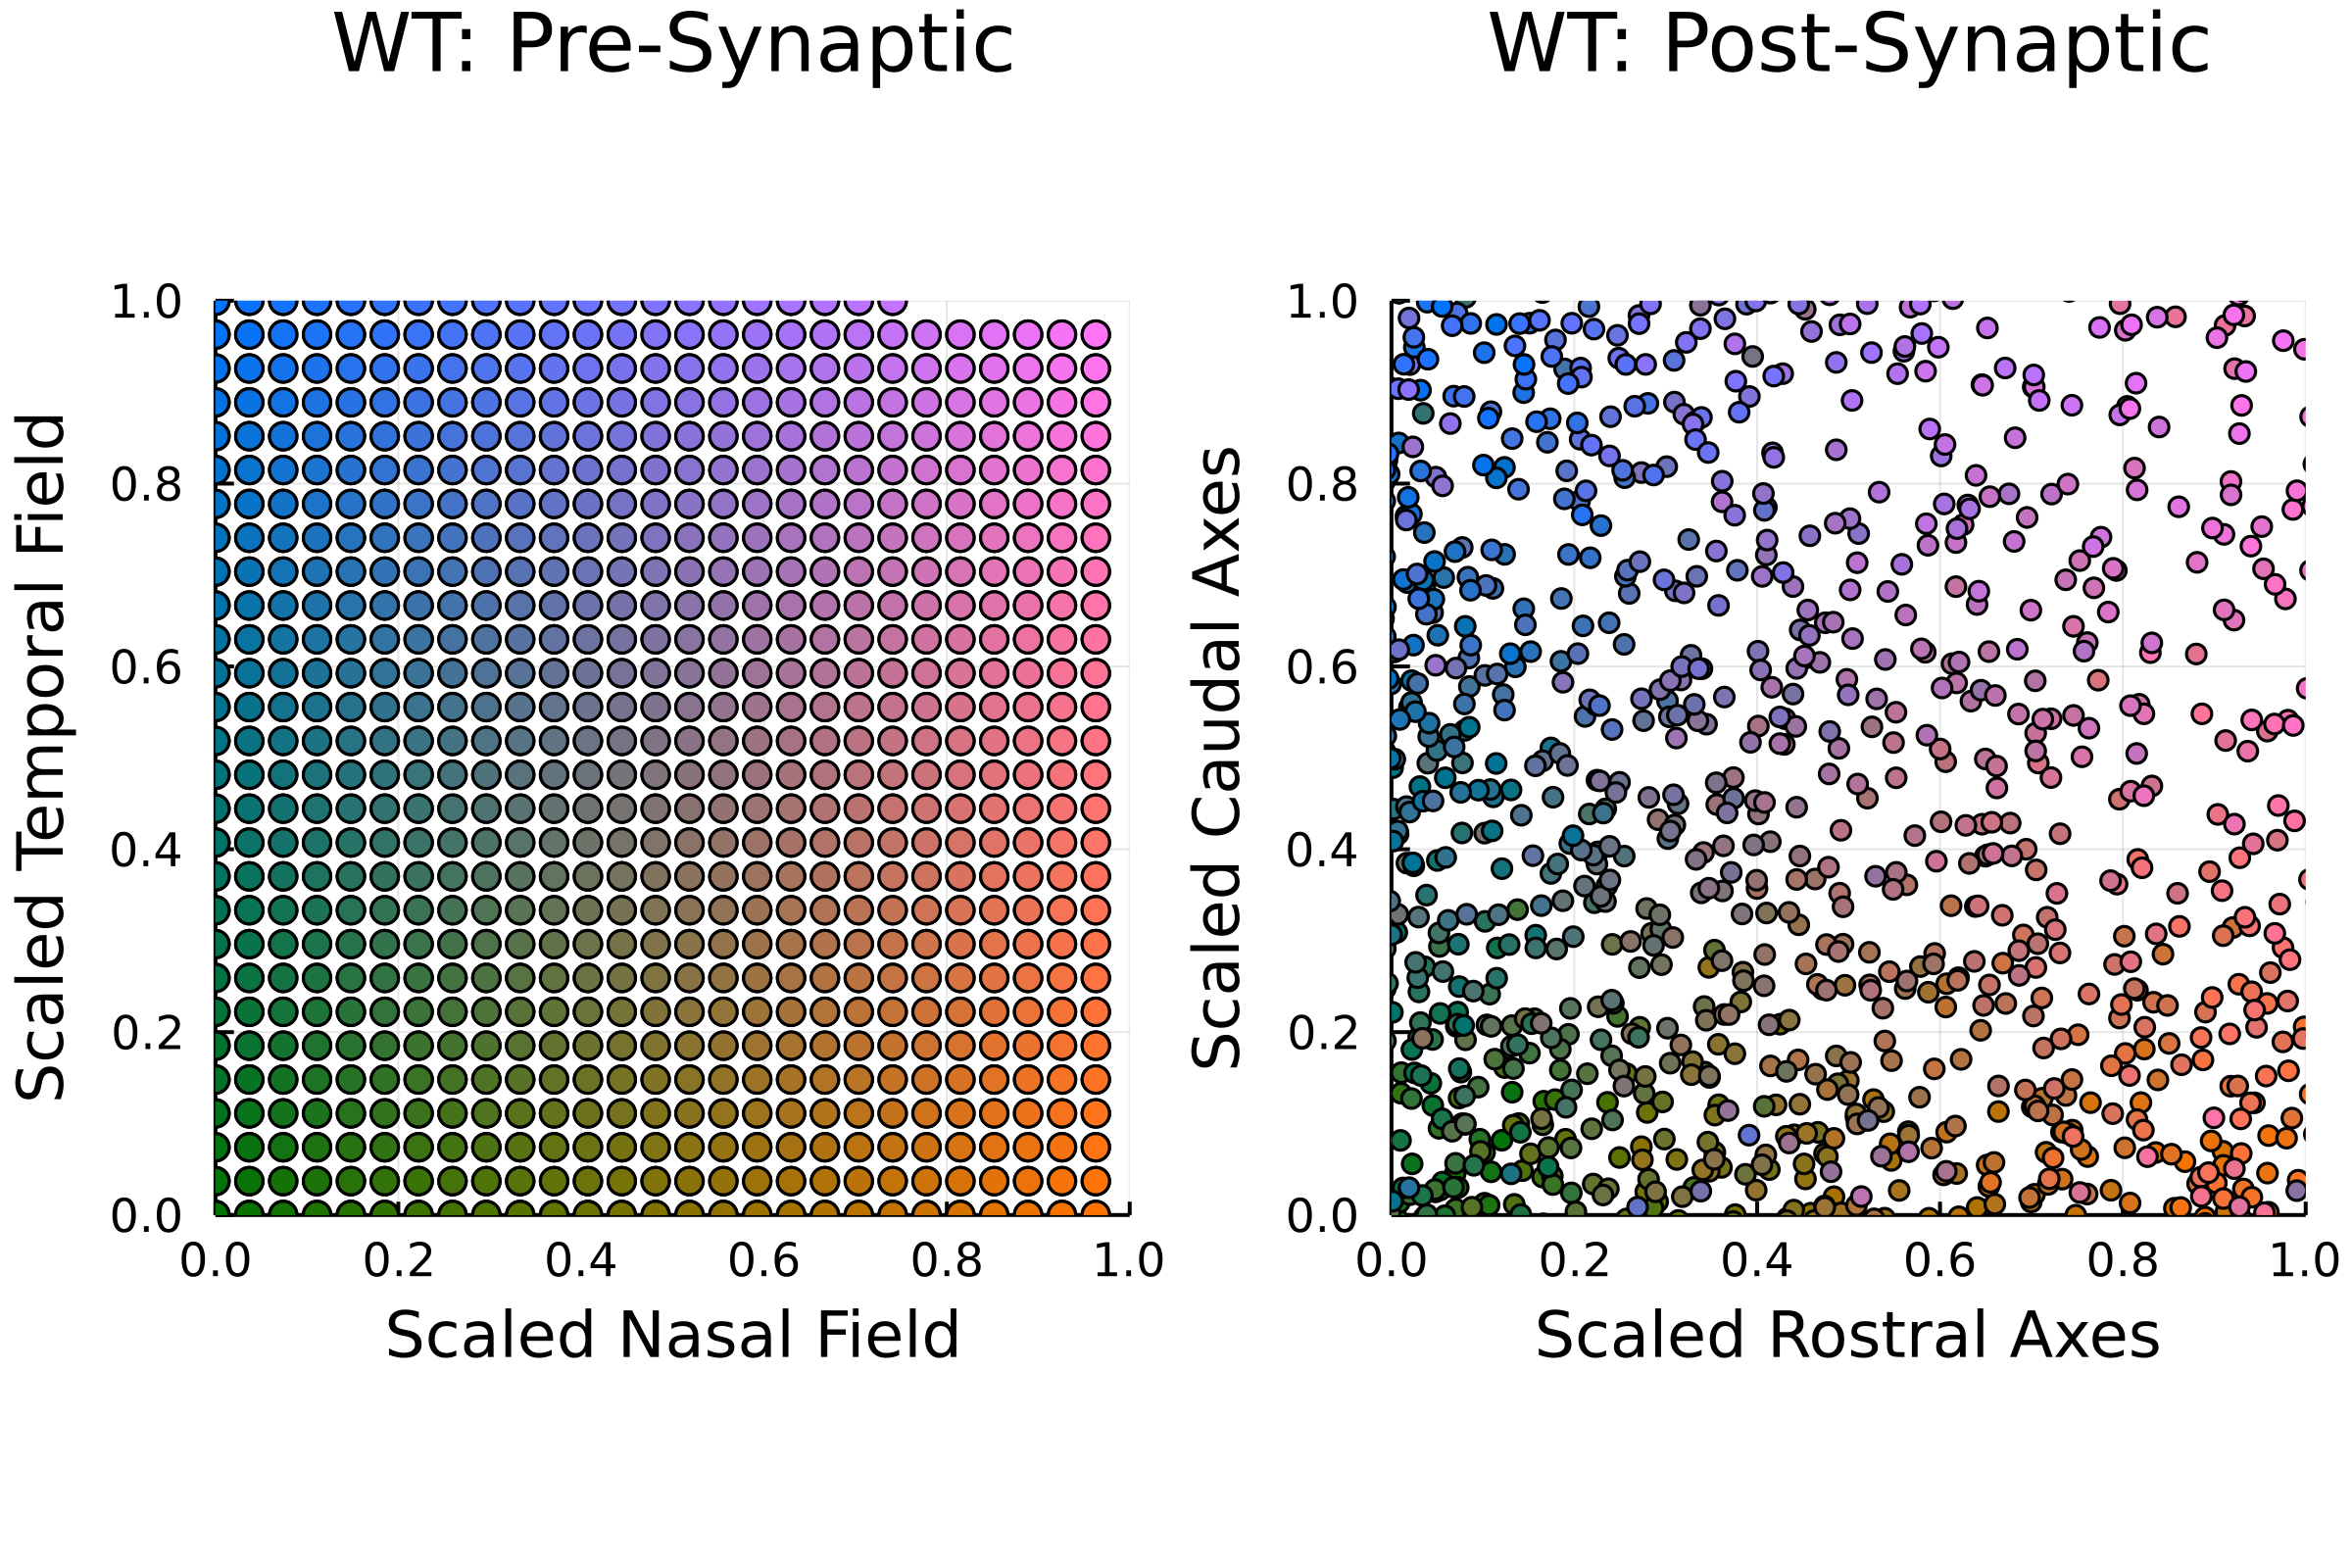 WT: Pre-Synaptic
WT: Post-Synaptic
Scaled Temporal Field
1.0
0.8
0.6
0.4
0.2
0.0
0.0 0.2 0.4 0.6 0.8 1.0
Scaled Nasal Field
Scaled Caudal Axes
1.0
0.8
0.6
0.4
0.2
0.0
0.0 0.2 0.4 0.6 0.8 1.0
Scaled Rostral Axes